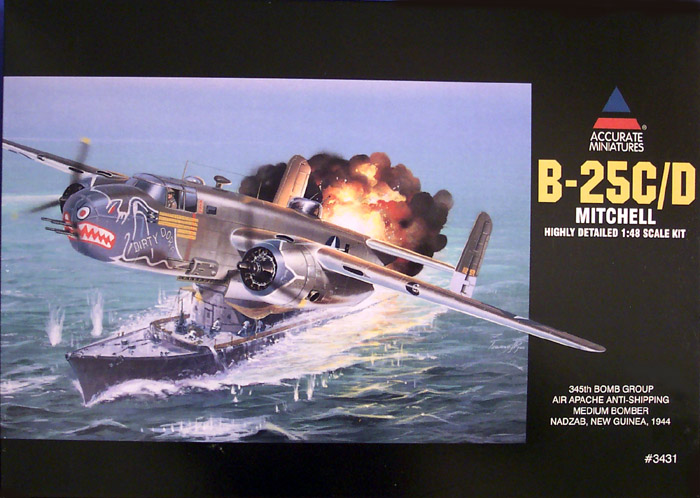 ACCURATE
MINIATURES
B-25C/D
MITCHELL
HIGHLY DETAILED 1:48 SCALE KIT
DIRTY DORA
345th BOMB GROUP
AIR APACHE ANTI-SHIPPING
MEDIUM BOMBER
NADZAB, NEW GUINEA, 1944
#3431